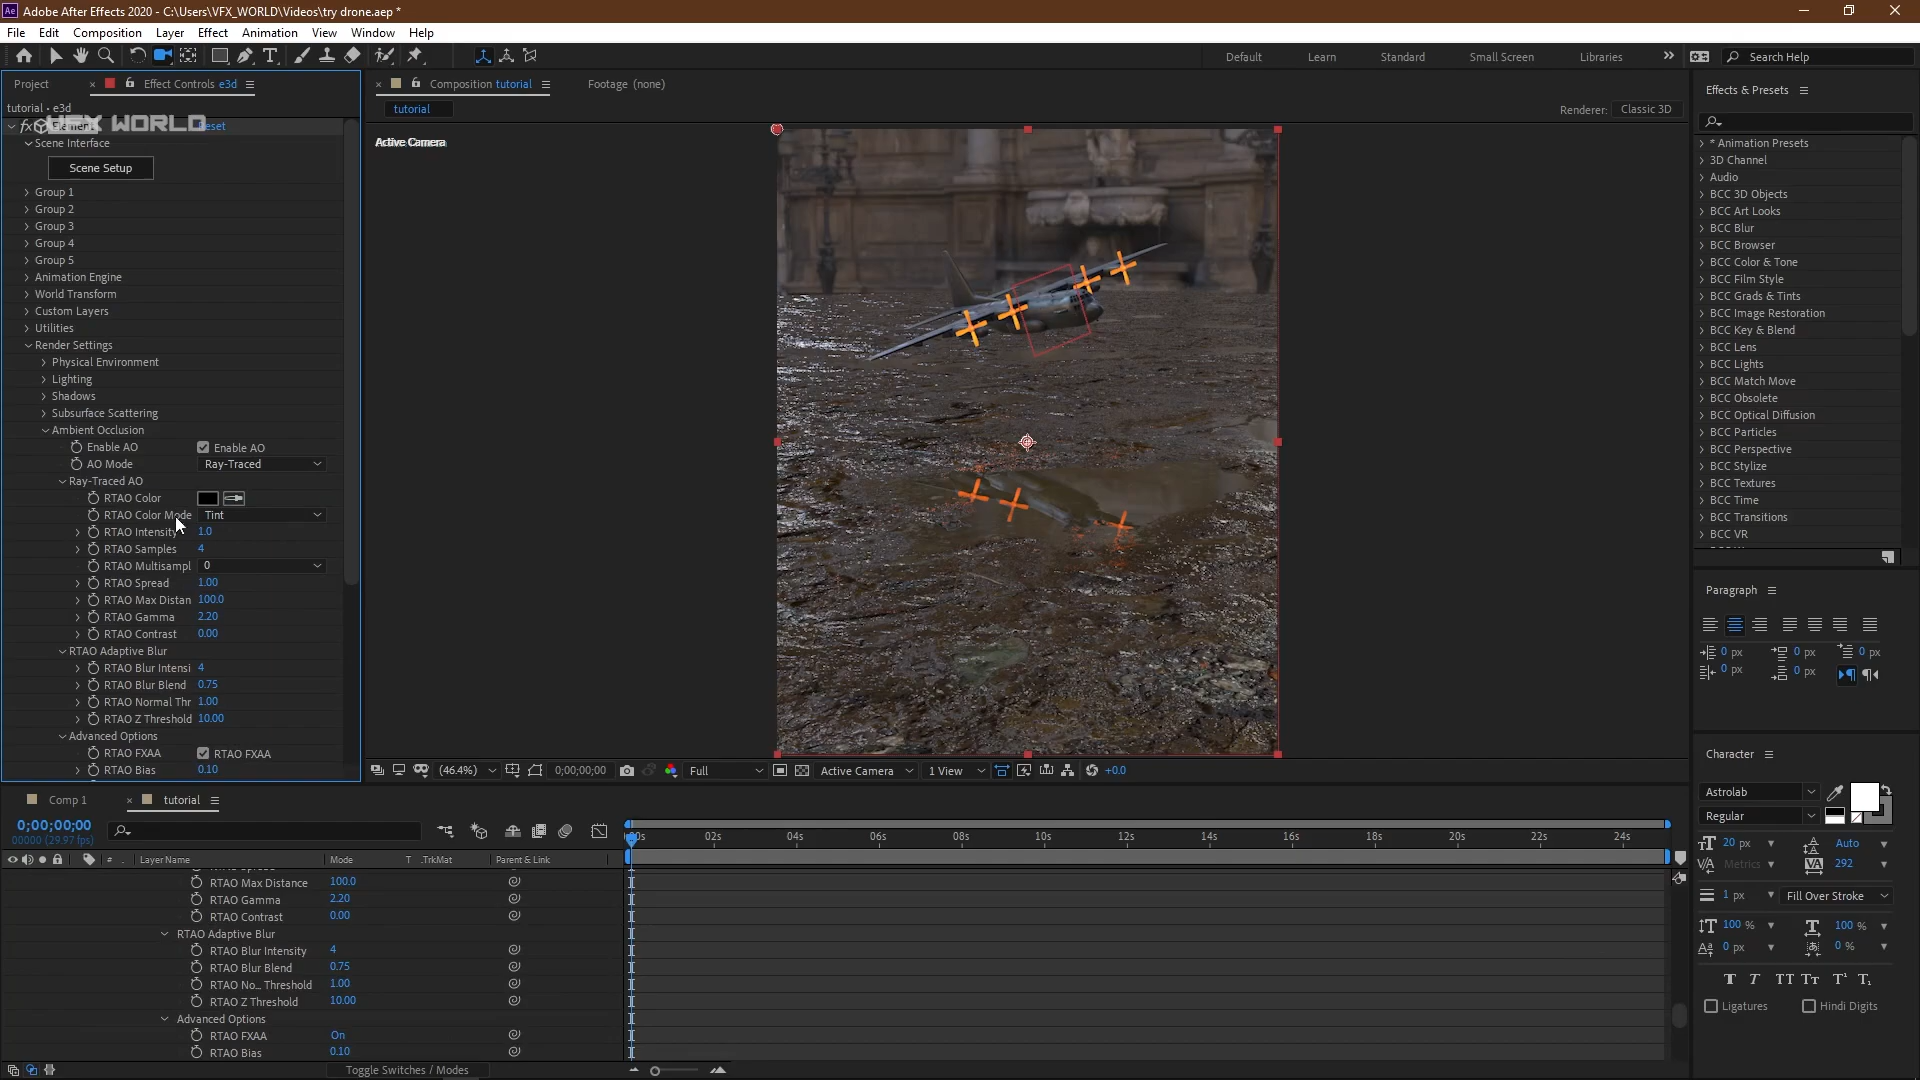 Adobe After Effects 2020 - C:\Users\VFX_WORLD\Videos\try drone.aep *
File Edit Composition Layer Effect Animation View Window Help
Default Learn Standard Small Screen Libraries Search Help
Project Effect Controls e3d
tutorial • e3d
VFX WORLD
Element Reset
Scene Interface
Scene Setup
Group 1
Group 2
Group 3
Group 4
Group 5
Animation Engine
World Transform
Custom Layers
Utilities
Render Settings
Physical Environment
Lighting
Shadows
Subsurface Scattering
Ambient Occlusion
Enable AO Enable AO
AO Mode Ray-Traced
Ray-Traced AO
RTAO Color
RTAO Color Mode Tint
RTAO Intensity 1.0
RTAO Samples 4
RTAO Multisampl 0
RTAO Spread 1.00
RTAO Max Distan 100.0
RTAO Gamma 2.20
RTAO Contrast 0.00
RTAO Adaptive Blur
RTAO Blur Intensi 4
RTAO Blur Blend 0.75
RTAO Normal Thr 1.00
RTAO Z Threshold 10.00
Advanced Options
RTAO FXAA RTAO FXAA
RTAO Bias 0.10
Composition tutorial Footage (none)
tutorial
Renderer: Classic 3D
Active Camera
(46.4%) 0;00;00;00 Full Active Camera 1 View +0.0
Effects & Presets
* Animation Presets
3D Channel
Audio
BCC 3D Objects
BCC Art Looks
BCC Blur
BCC Browser
BCC Color & Tone
BCC Film Style
BCC Grads & Tints
BCC Image Restoration
BCC Key & Blend
BCC Lens
BCC Lights
BCC Match Move
BCC Obsolete
BCC Optical Diffusion
BCC Particles
BCC Perspective
BCC Stylize
BCC Textures
BCC Time
BCC Transitions
BCC VR
Paragraph
0 px 0 px 0 px
0 px 0 px
Character
Astrolab
Regular
20 px Auto
Metrics 292
1 px Fill Over Stroke
100 % 100 %
0 px 0 %
T T TT Tт T¹ T₁
Ligatures Hindi Digits
Comp 1 tutorial
0;00;00;00
00000 (29.97 fps)
# Layer Name Mode T .TrkMat Parent & Link
:00s 02s 04s 06s 08s 10s 12s 14s 16s 18s 20s 22s 24s
RTAO Max Distance 100.0
RTAO Gamma 2.20
RTAO Contrast 0.00
RTAO Adaptive Blur
RTAO Blur Intensity 4
RTAO Blur Blend 0.75
RTAO No... Threshold 1.00
RTAO Z Threshold 10.00
Advanced Options
RTAO FXAA On
RTAO Bias 0.10
Toggle Switches / Modes